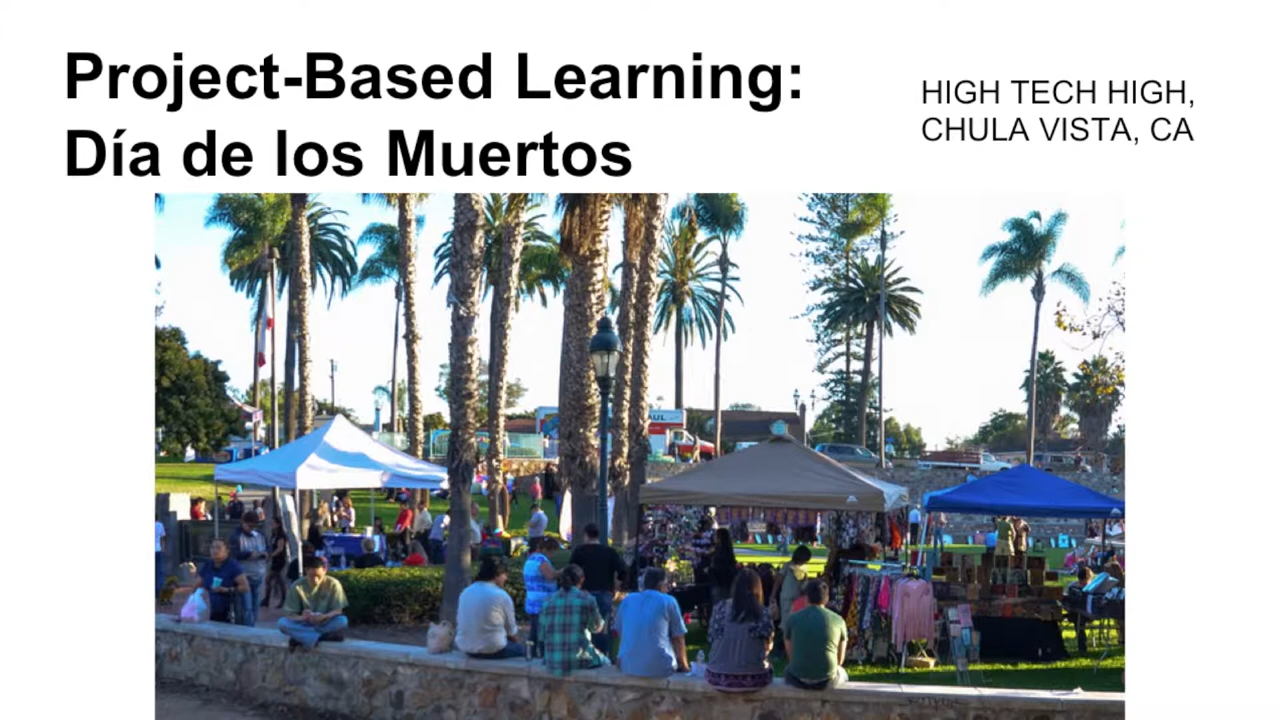 Project-Based Learning:
Día de los Muertos
HIGH TECH HIGH,
CHULA VISTA, CA